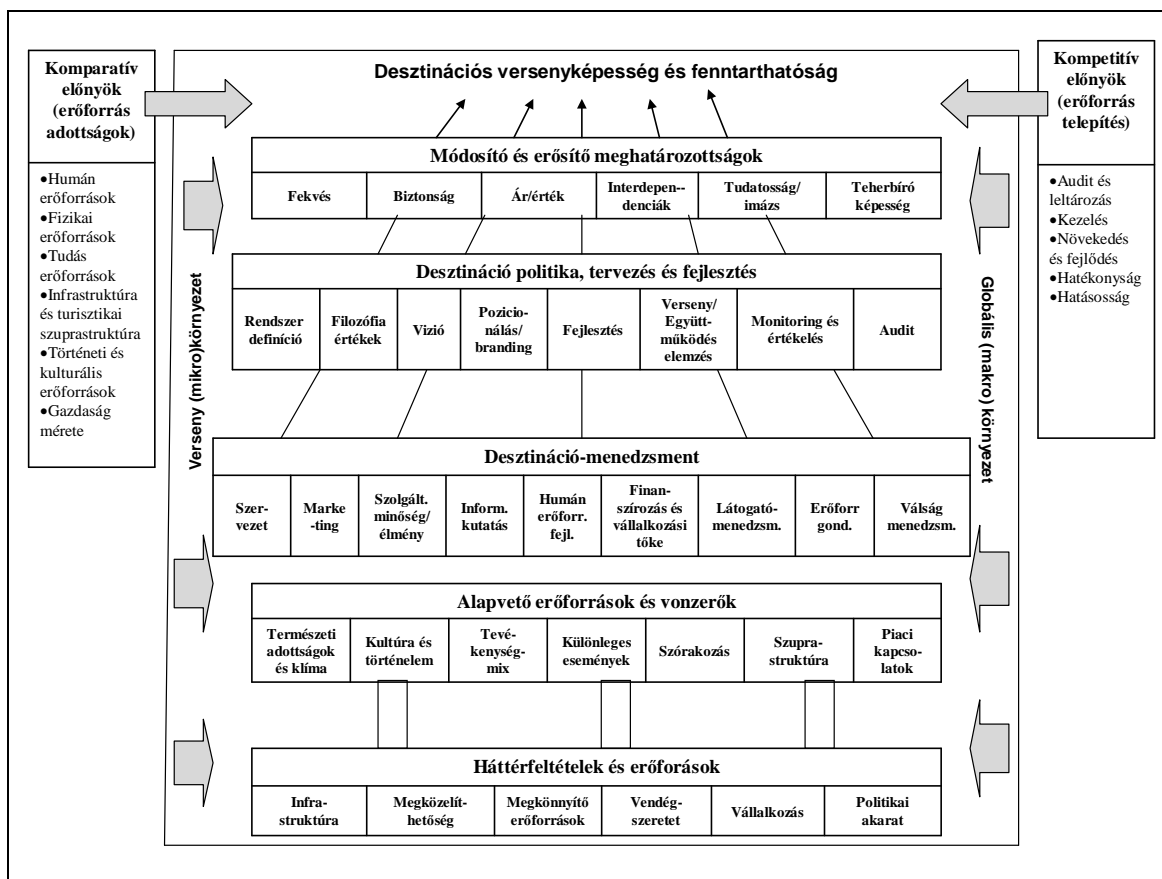 Komparatív
előnyök
(erőforrás
adottságok)
•Humán
erőforrások
•Fizikai
erőforrások
•Tudás
erőforrások
•Infrastruktúra
és turisztikai
szuprastruktúra
•Történeti és
kulturális
erőforrások
•Gazdaság
mérete
Verseny (mikro)környezet
Desztinációs versenyképesség és fenntarthatóság
Módosító és erősítő meghatározottságok
Fekvés
Biztonság
Ár/érték
Interdepen--
denciák
Tudatosság/
imázs
Teherbíró
képesség
Desztináció politika, tervezés és fejlesztés
Rendszer
definíció
Filozófia
értékek
Vizió
Pozicio-
nálás/
branding
Fejlesztés
Verseny/
Együtt-
működés
elemzés
Monitoring és
értékelés
Audit
Desztináció-menedzsment
Szer-
vezet
Marke
-ting
Szolgált.
minőség/
élmény
Inform.
kutatás
Humán
erőforr.
fejl.
Finan-
szírozás és
vállalkozási
tőke
Látogató-
menedzsm.
Erőforr
gond.
Válság
menedzsm.
Alapvető erőforrások és vonzerők
Természeti
adottságok
és klíma
Kultúra és
történelem
Tevé-
kenység-
mix
Különleges
események
Szórakozás
Szupra-
struktúra
Piaci
kapcso-
latok
Háttérfeltételek és erőforások
Infra-
struktúra
Megközelít-
hetőség
Megkönnyítő
erőforrások
Vendég-
szeretet
Vállalkozás
Politikai
akarat
Globális (makro) környezet
Kompetitív
előnyök
(erőforrás
telepítés)
•Audit és
leltározás
•Kezelés
•Növekedés
és fejlődés
•Hatékonyság
•Hatásosság